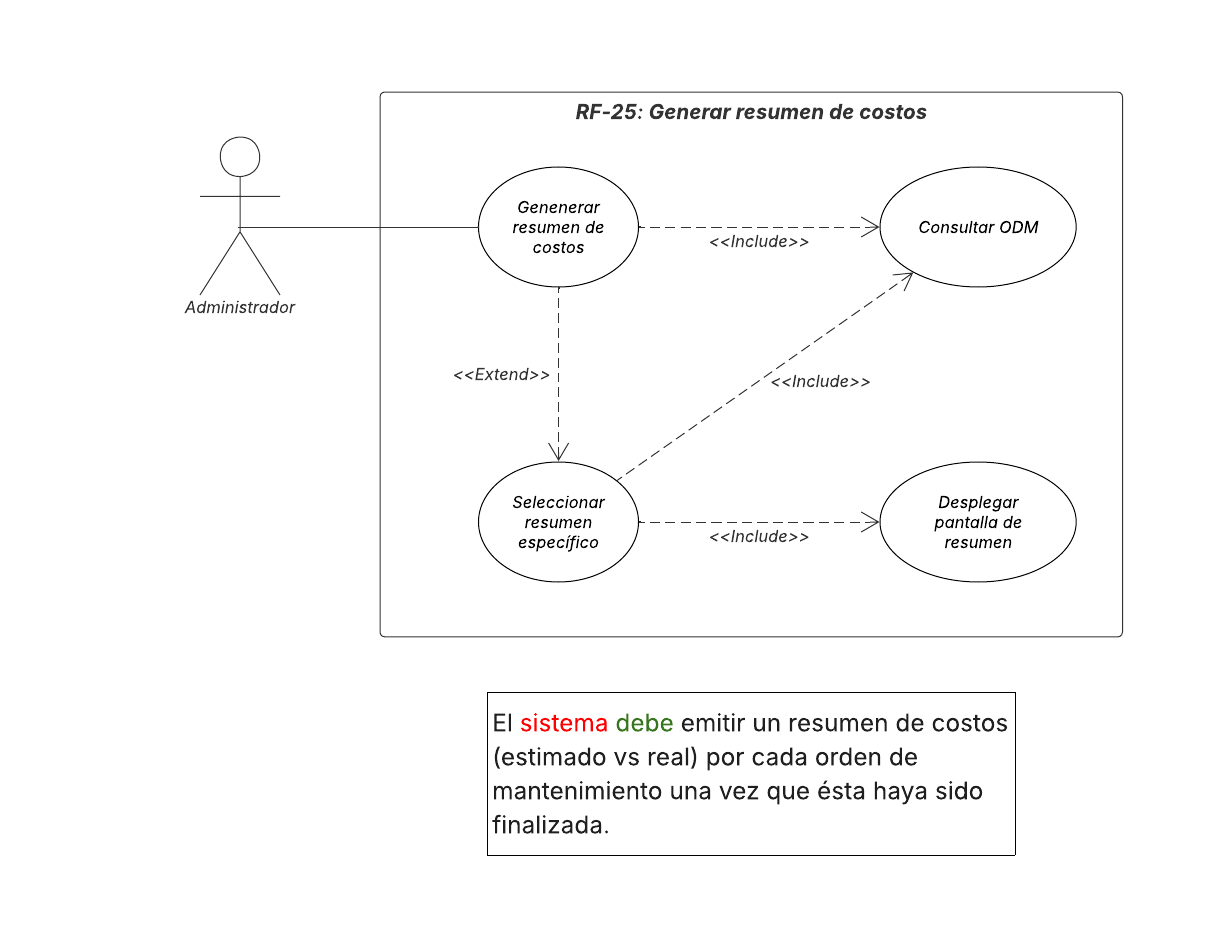 RF-25: Generar resumen de costos
Genenerar
resumen de
costos
<<Include>>
Consultar ODM
Administrador
<<Extend>>
<<Include>>
Seleccionar
resumen
específico
<<Include>>
Desplegar
pantalla de
resumen
El sistema debe emitir un resumen de costos
(estimado vs real) por cada orden de
mantenimiento una vez que ésta haya sido
finalizada.